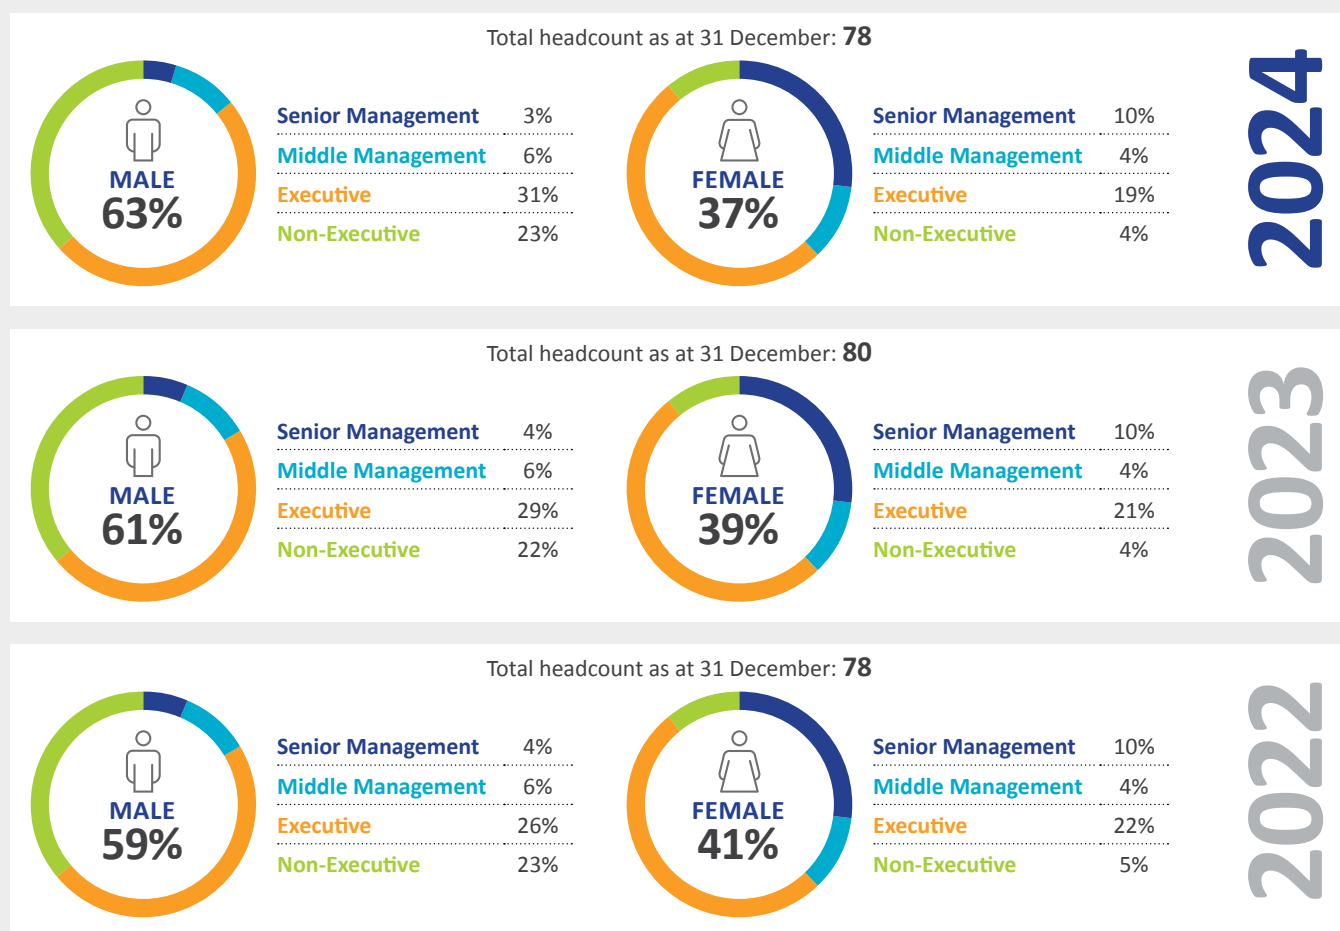 Total headcount as at 31 December: 78
MALE
63%
Senior Management 3%
Middle Management 6%
Executive 31%
Non-Executive 23%
FEMALE
37%
Senior Management 10%
Middle Management 4%
Executive 19%
Non-Executive 4%
2024
Total headcount as at 31 December: 80
MALE
61%
Senior Management 4%
Middle Management 6%
Executive 29%
Non-Executive 22%
FEMALE
39%
Senior Management 10%
Middle Management 4%
Executive 21%
Non-Executive 4%
2023
Total headcount as at 31 December: 78
MALE
59%
Senior Management 4%
Middle Management 6%
Executive 26%
Non-Executive 23%
FEMALE
41%
Senior Management 10%
Middle Management 4%
Executive 22%
Non-Executive 5%
2022